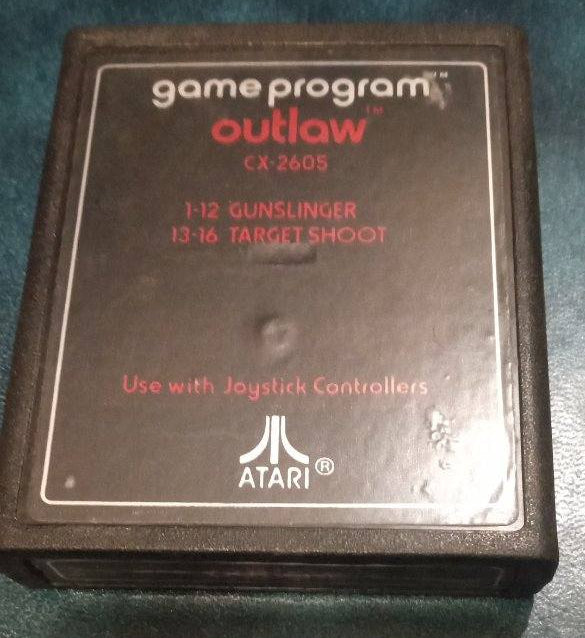 game program™
outlaw™
CX-2605
1-12 GUNSLINGER
13-16 TARGET SHOOT
Use with Joystick Controllers
ATARI®